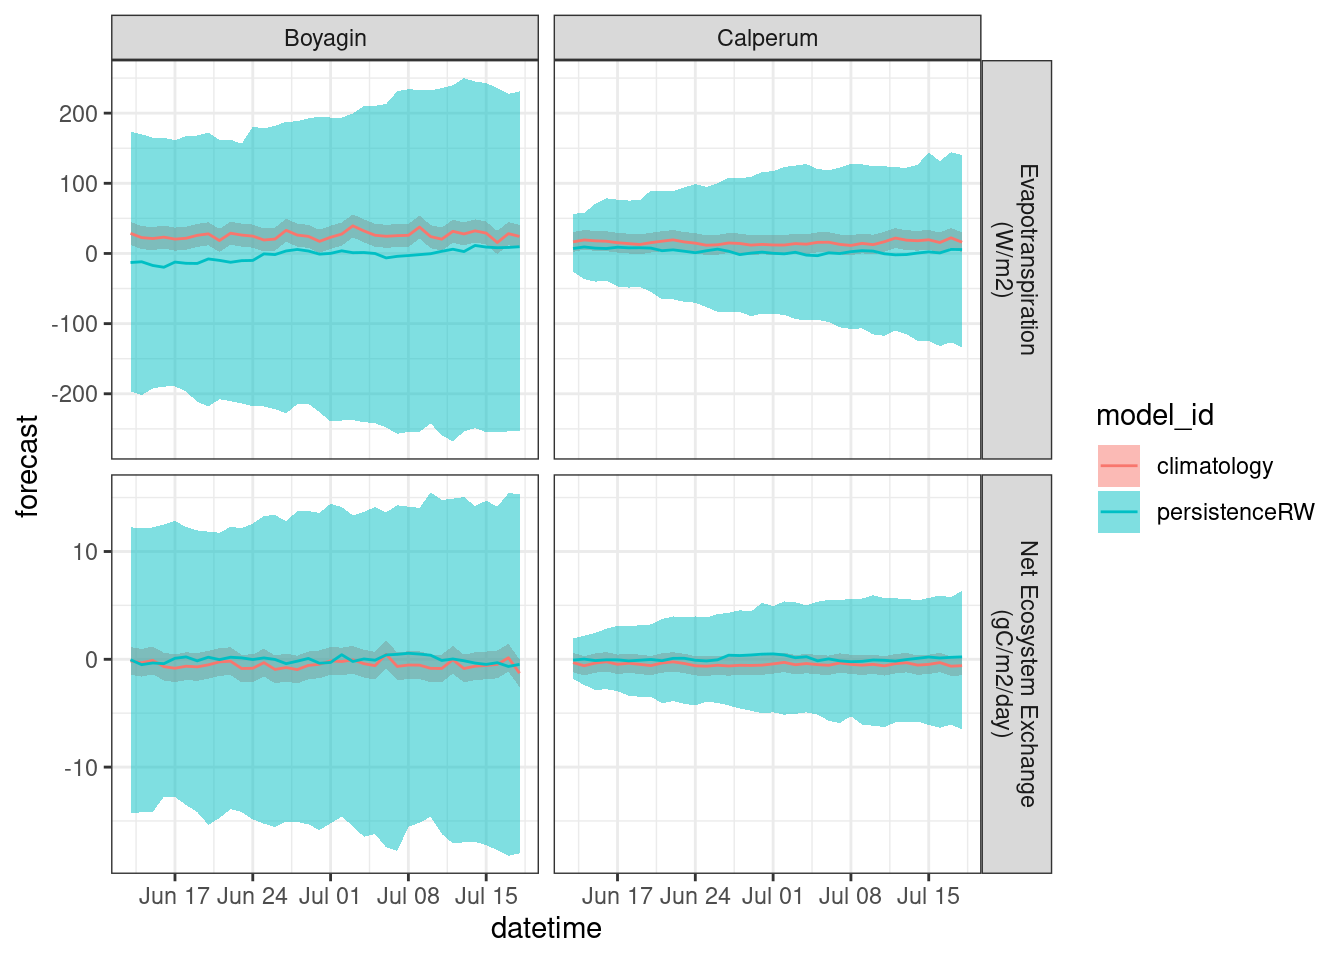 Boyagin
Calperum
200
100
0
-100
-200
Evapotranspiration
(W/m2)
10
0
-10
Net Ecosystem Exchange
(gC/m2/day)
forecast
Jun 17 Jun 24 Jul 01 Jul 08 Jul 15
Jun 17 Jun 24 Jul 01 Jul 08 Jul 15
datetime
model_id
climatology
persistenceRW